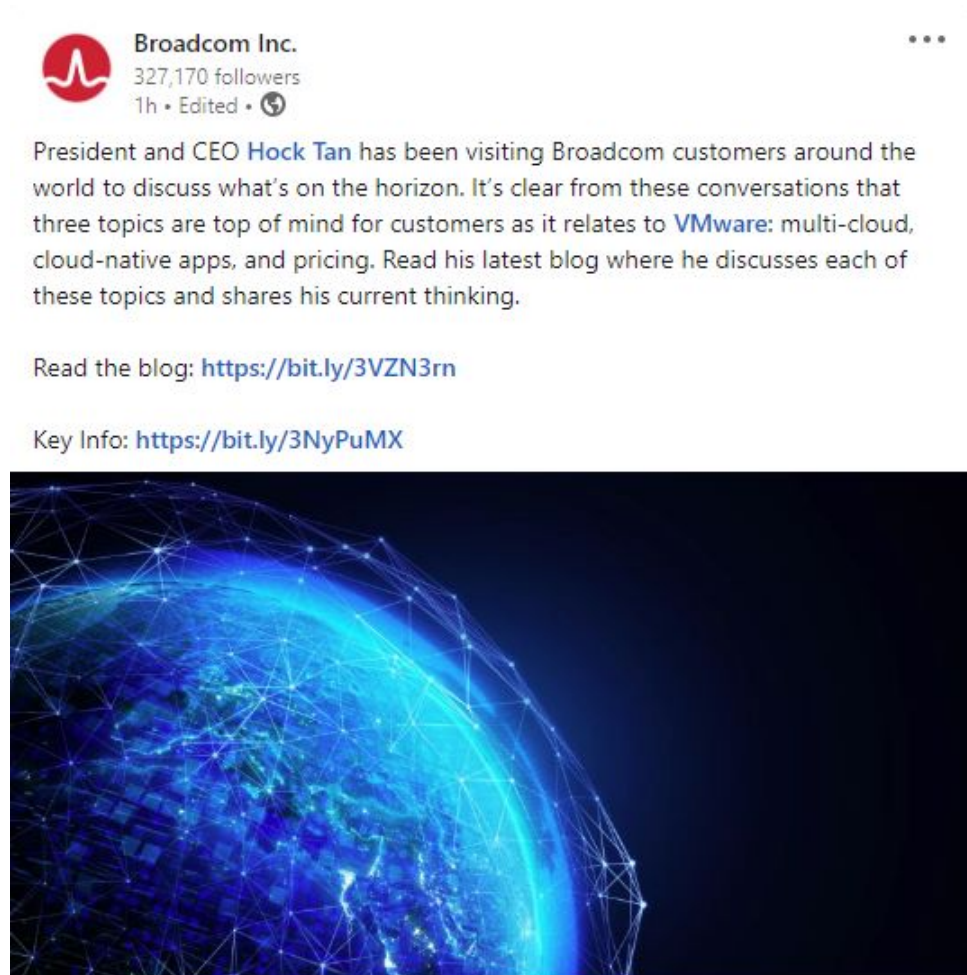 Broadcom Inc.
327,170 followers
1h • Edited •
President and CEO Hock Tan has been visiting Broadcom customers around the
world to discuss what's on the horizon. It's clear from these conversations that
three topics are top of mind for customers as it relates to VMware: multi-cloud,
cloud-native apps, and pricing. Read his latest blog where he discusses each of
these topics and shares his current thinking.
Read the blog: https://bit.ly/3VZN3rn
Key Info: https://bit.ly/3NyPuMX